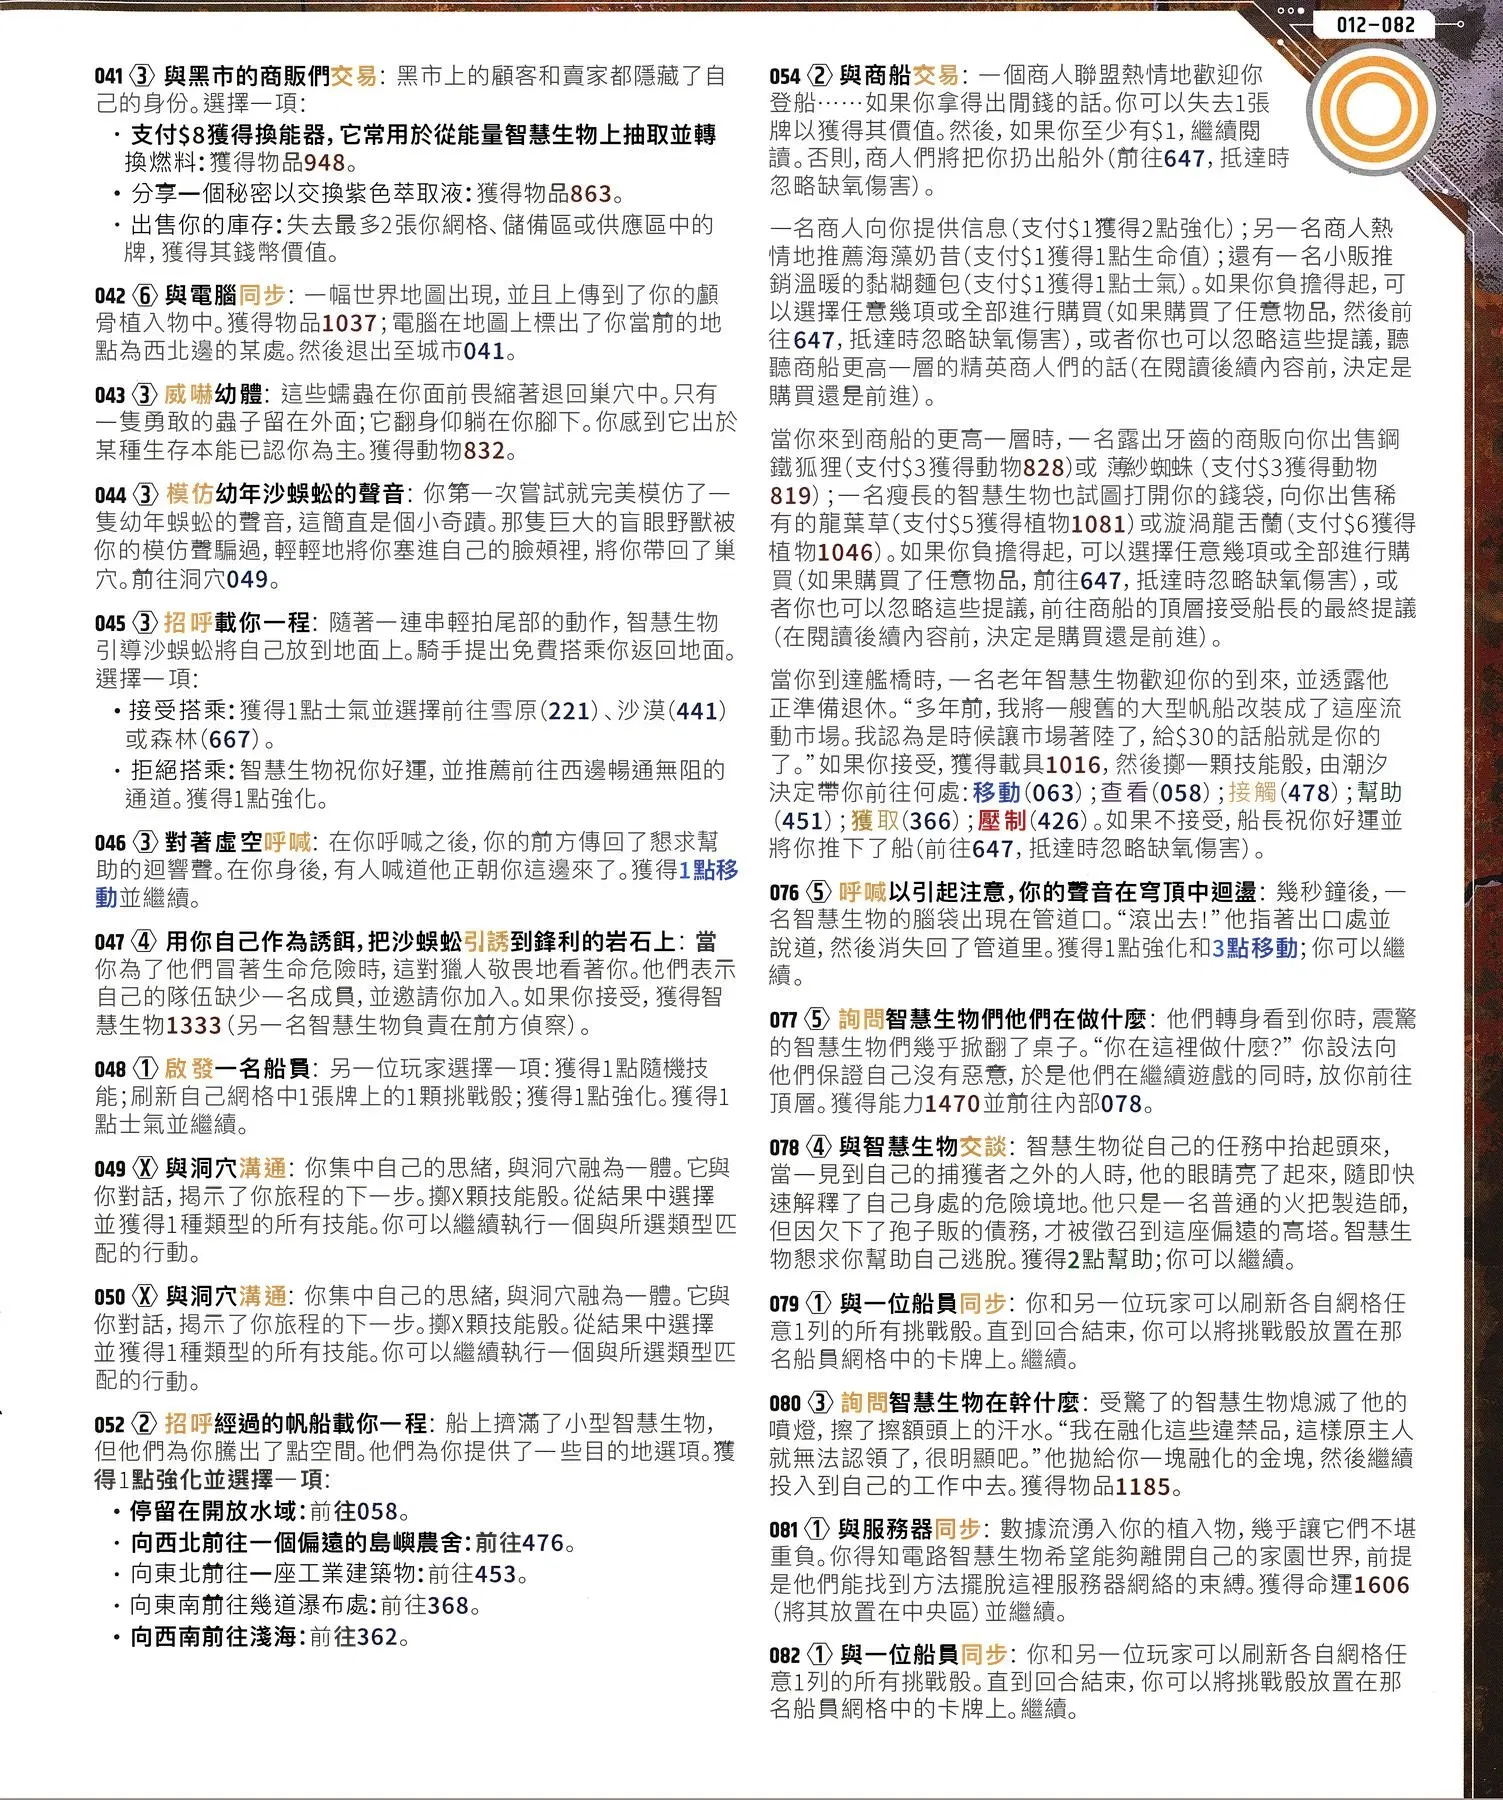 012-082
041 3 與黑市的商販們交易：黑市上的顧客和賣家都隱藏了自
己的身份。選擇一項：
· 支付$8獲得換能器，它常用於從能量智慧生物上抽取並轉
換燃料：獲得物品948。
· 分享一個秘密以交換紫色萃取液：獲得物品863。
· 出售你的庫存：失去最多2張你網格、儲備區或供應區中的
牌，獲得其錢幣價值。
042 6 與電腦同步：一幅世界地圖出現，並且上傳到了你的顱
骨植入物中。獲得物品1037；電腦在地圖上標出了你當前的地
點為西北邊的某處。然後退出至城市041。
043 3 威嚇幼體：這些蠕蟲在你面前畏縮著退回巢穴中。只有
一隻勇敢的蟲子留在外面；它翻身仰躺在你腳下。你感到它出於
某種生存本能已認你為主。獲得動物832。
044 3 模仿幼年沙蜈蚣的聲音：你第一次嘗試就完美模仿了一
隻幼年蜈蚣的聲音，這簡直是個小奇蹟。那隻巨大的盲眼野獸被
你的模仿聲騙過，輕輕地將你塞進自己的臉頰裡，將你帶回了巢
穴。前往洞穴049。
045 3 招呼載你一程：隨著一連串輕拍尾部的動作，智慧生物
引導沙蜈蚣將自己放到地面上。騎手提出免費搭乘你返回地面。
選擇一項：
· 接受搭乘：獲得1點士氣並選擇前往雪原（221）、沙漠（441）
或森林（667）。
· 拒絕搭乘：智慧生物祝你好運，並推薦前往西邊暢通無阻的
通道。獲得1點強化。
046 3 對著虛空呼喊：在你呼喊之後，你的前方傳回了懇求幫
助的迴響聲。在你身後，有人喊道他正朝你這邊來了。獲得1點移
動並繼續。
047 4 用你自己作為誘餌，把沙蜈蚣引誘到鋒利的岩石上：當
你為了他們冒著生命危險時，這對獵人敬畏地看著你。他們表示
自己的隊伍缺少一名成員，並邀請你加入。如果你接受，獲得智
慧生物1333（另一名智慧生物負責在前方偵察）。
048 1 啟發一名船員：另一位玩家選擇一項：獲得1點隨機技
能；刷新自己網格中1張牌上的1顆挑戰骰；獲得1點強化。獲得1
點士氣並繼續。
049 X 與洞穴溝通：你集中自己的思緒，與洞穴融為一體。它與
你對話，揭示了你旅程的下一步。擲X顆技能骰。從結果中選擇
並獲得1種類型的所有技能。你可以繼續執行一個與所選類型匹
配的行動。
050 X 與洞穴溝通：你集中自己的思緒，與洞穴融為一體。它與
你對話，揭示了你旅程的下一步。擲X顆技能骰。從結果中選擇
並獲得1種類型的所有技能。你可以繼續執行一個與所選類型匹
配的行動。
052 2 招呼經過的帆船載你一程：船上擠滿了小型智慧生物，
但他們為你騰出了點空間。他們為你提供了一些目的地選項。獲
得1點強化並選擇一項：
· 停留在開放水域：前往058。
· 向西北前往一個偏遠的島嶼農舍：前往476。
· 向東北前往一座工業建築物：前往453。
· 向東南前往幾道瀑布處：前往368。
· 向西南前往淺海：前往362。
054 2 與商船交易：一個商人聯盟熱情地歡迎你
登船……如果你拿得出閒錢的話。你可以失去1張
牌以獲得其價值。然後，如果你至少有$1，繼續閱
讀。否則，商人們將把你扔出船外（前往647，抵達時
忽略缺氧傷害）。
一名商人向你提供信息（支付$1獲得2點強化）；另一名商人熱
情地推薦海藻奶昔（支付$1獲得1點生命值）；還有一名小販推
銷溫暖的黏糊麵包（支付$1獲得1點士氣）。如果你負擔得起，可
以選擇任意幾項或全部進行購買（如果購買了任意物品，然後前
往647，抵達時忽略缺氧傷害），或者你也可以忽略這些提議，聽
聽商船更高一層的精英商人們的話（在閱讀後續內容前，決定是
購買還是前進）。
當你來到商船的更高一層時，一名露出牙齒的商販向你出售鋼
鐵狐狸（支付$3獲得動物828）或 薄紗蜘蛛（支付$3獲得動物
819）；一名瘦長的智慧生物也試圖打開你的錢袋，向你出售稀
有的龍葉草（支付$5獲得植物1081）或漩渦龍舌蘭（支付$6獲得
植物1046）。如果你負擔得起，可以選擇任意幾項或全部進行購
買（如果購買了任意物品，前往647，抵達時忽略缺氧傷害），或
者你也可以忽略這些提議，前往商船的頂層接受船長的最終提議
（在閱讀後續內容前，決定是購買還是前進）。
當你到達艦橋時，一名老年智慧生物歡迎你的到來，並透露他
正準備退休。“多年前，我將一艘舊的大型帆船改裝成了這座流
動市場。我認為是時候讓市場著陸了，給$30的話船就是你的
了。”如果你接受，獲得載具1016，然後擲一顆技能骰，由潮汐
決定帶你前往何處：移動（063）；查看（058）；接觸（478）；幫助
（451）；獲取（366）；壓制（426）。如果不接受，船長祝你好運並
將你推下了船（前往647，抵達時忽略缺氧傷害）。
076 5 呼喊以引起注意，你的聲音在穹頂中迴盪：幾秒鐘後，一
名智慧生物的腦袋出現在管道口。“滾出去！”他指著出口處並
說道，然後消失回了管道里。獲得1點強化和3點移動；你可以繼
續。
077 5 詢問智慧生物們他們在做什麼：他們轉身看到你時，震驚
的智慧生物們幾乎掀翻了桌子。“你在這裡做什麼？” 你設法向
他們保證自己沒有惡意，於是他們在繼續遊戲的同時，放你前往
頂層。獲得能力1470並前往內部078。
078 4 與智慧生物交談：智慧生物從自己的任務中抬起頭來，
當一見到自己的捕獲者之外的人時，他的眼睛亮了起來，隨即快
速解釋了自己身處的危險境地。他只是一名普通的火把製造師，
但因欠下了孢子販的債務，才被徵召到這座偏遠的高塔。智慧生
物懇求你幫助自己逃脫。獲得2點幫助；你可以繼續。
079 1 與一位船員同步：你和另一位玩家可以刷新各自網格任
意1列的所有挑戰骰。直到回合結束，你可以將挑戰骰放置在那
名船員網格中的卡牌上。繼續。
080 3 詢問智慧生物在幹什麼：受驚了的智慧生物熄滅了他的
噴燈，擦了擦額頭上的汗水。“我在融化這些違禁品，這樣原主人
就無法認領了，很明顯吧。”他拋給你一塊融化的金塊，然後繼續
投入到自己的工作中去。獲得物品1185。
081 1 與服務器同步：數據流湧入你的植入物，幾乎讓它們不堪
重負。你得知電路智慧生物希望能夠離開自己的家園世界，前提
是他們能找到方法擺脫這裡服務器網絡的束縛。獲得命運1606
（將其放置在中央區）並繼續。
082 1 與一位船員同步：你和另一位玩家可以刷新各自網格任
意1列的所有挑戰骰。直到回合結束，你可以將挑戰骰放置在那
名船員網格中的卡牌上。繼續。